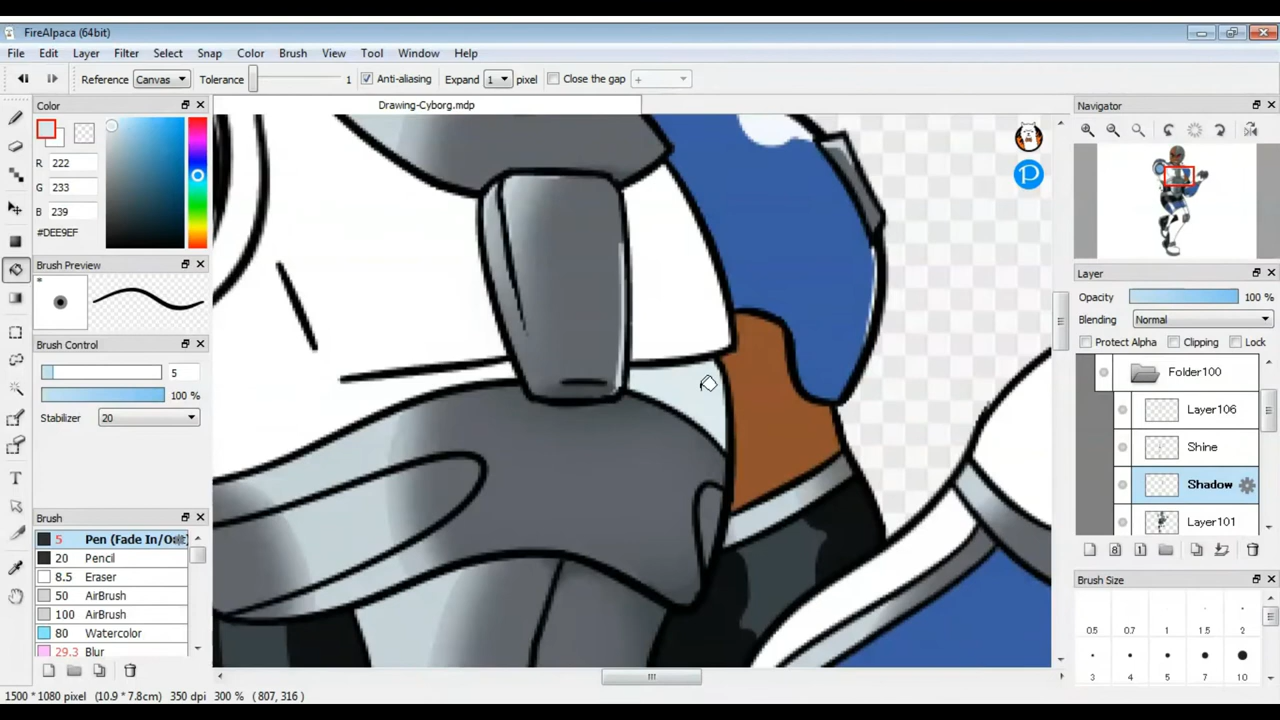 FireAlpaca (64bit)
File Edit Layer Filter Select Snap Color Brush View Tool Window Help
Reference Canvas Tolerance 1 Anti-aliasing Expand 1 pixel Close the gap +
Color
Drawing-Cyborg.mdp
Navigator
R 222
G 233
B 239
#DEE9EF
Brush Preview
Layer
Opacity 100 %
Blending Normal
Protect Alpha Clipping Lock
Brush Control
5
100 %
Stabilizer 20
Folder100
Layer106
Shine
Shadow
Layer101
Brush
5 Pen (Fade In/Out)
20 Pencil
8.5 Eraser
50 AirBrush
100 AirBrush
80 Watercolor
29.3 Blur
Brush Size
0.5 0.7 1 1.5 2
3 4 5 7 10
1500 * 1080 pixel (10.9 * 7.8cm) 350 dpi 300 % ( 807, 316 )